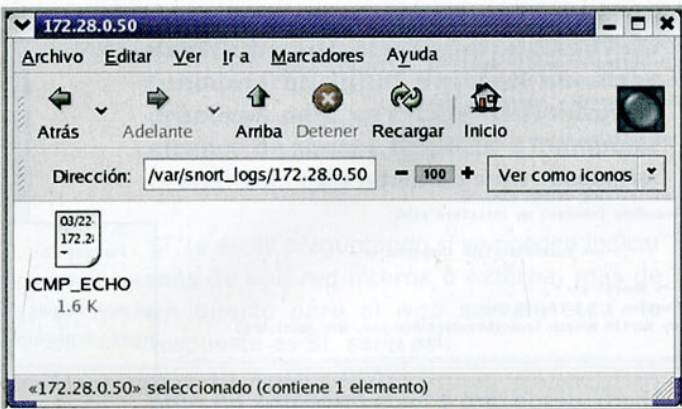 172.28.0.50
Archivo Editar Ver Ir a Marcadores Ayuda
Atrás Adelante Arriba Detener Recargar Inicio
Dirección: /var/snort_logs/172.28.0.50 100 Ver como iconos
03/22-
172.2
ICMP_ECHO
1.6 K
«172.28.0.50» seleccionado (contiene 1 elemento)